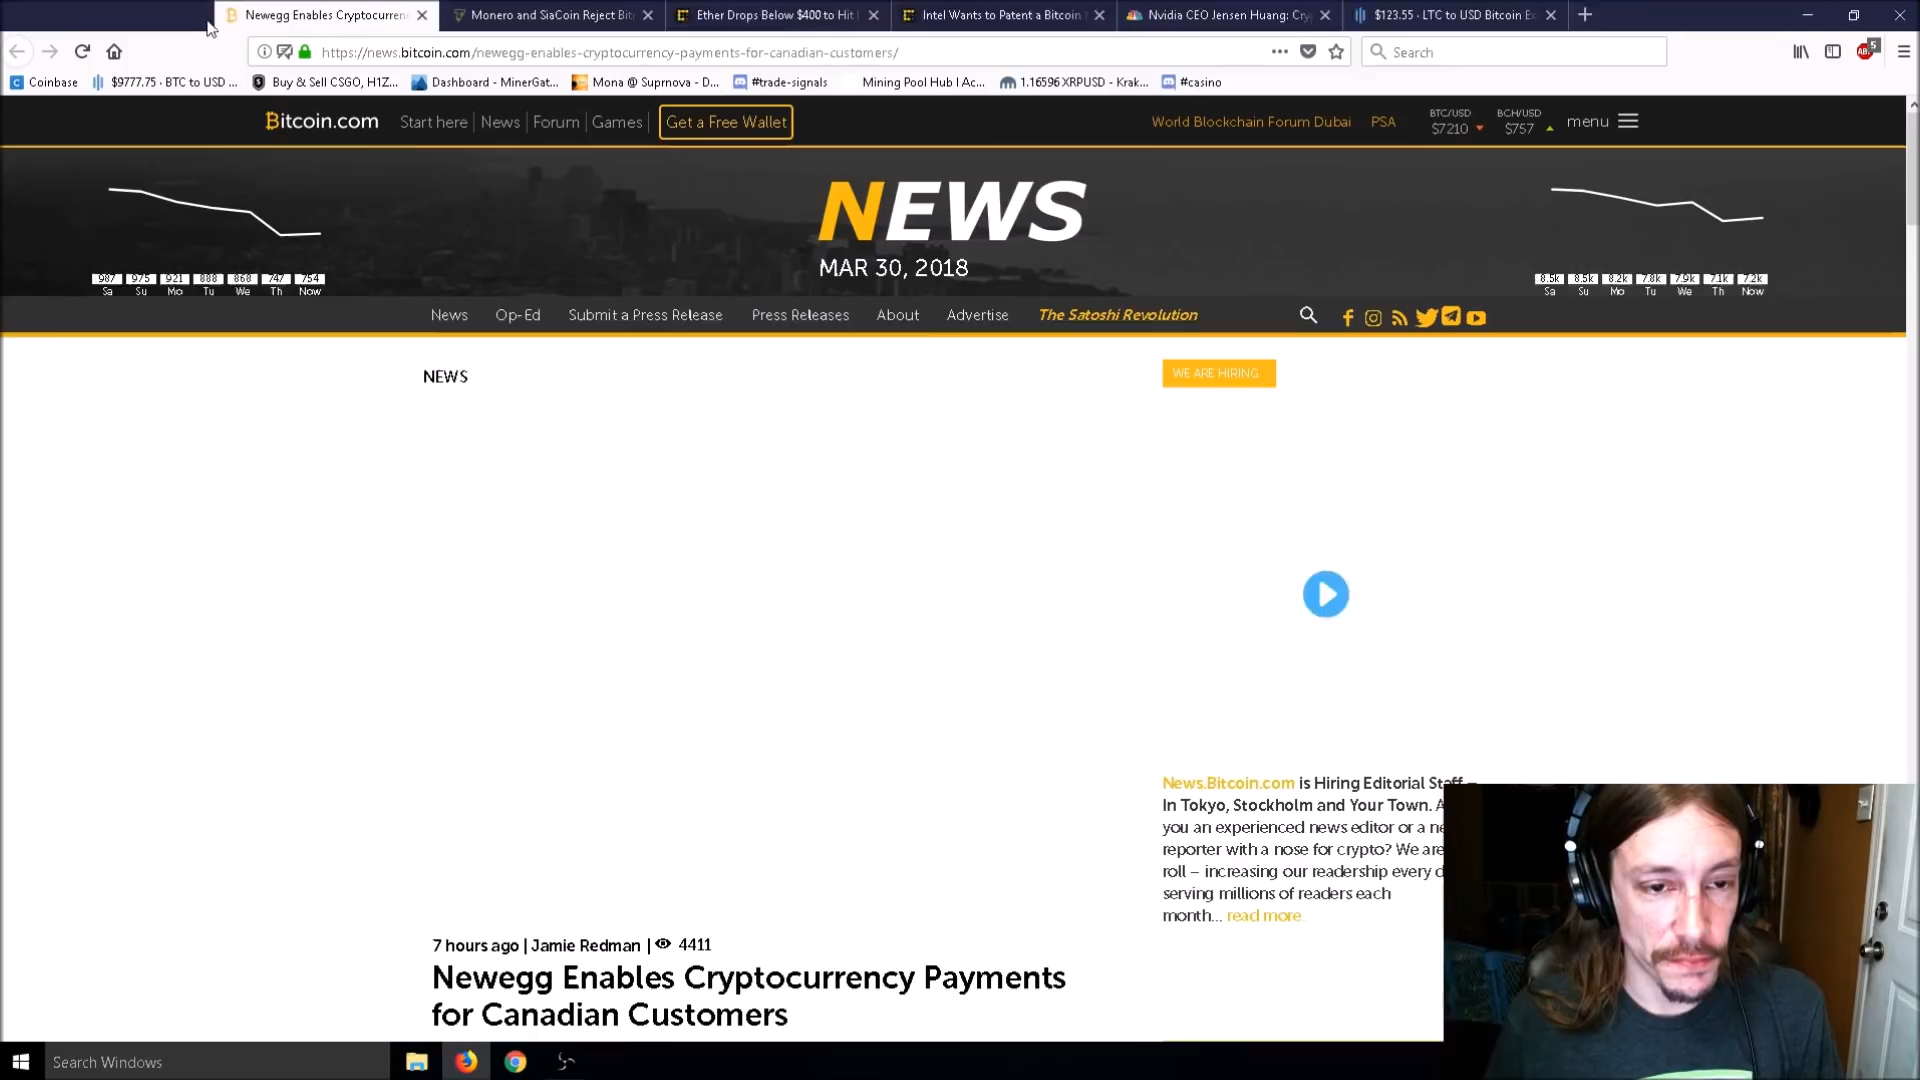 Newegg Enables Cryptocurren
Monero and SiaCoin Reject Bit
Ether Drops Below $400 to Hit
Intel Wants to Patent a Bitcoin
Nvidia CEO Jensen Huang: Cry
$123.55 · LTC to USD Bitcoin Ex
https://news.bitcoin.com/newegg-enables-cryptocurrency-payments-for-canadian-customers/
Search
5
Coinbase
$9777.75 · BTC to USD ...
Buy & Sell CSGO, H1Z...
Dashboard - MinerGat...
Mona @ Suprnova - D...
#trade-signals
Mining Pool Hub | Ac...
1.16596 XRPUSD - Krak...
#casino
Bitcoin.com
Start here | News | Forum | Games |
Get a Free Wallet
World Blockchain Forum Dubai
PSA
BTC/USD
$7210
BCH/USD
$757
menu
NEWS
MAR 30, 2018
987 975 921 880 860 747 754
Sa Su Mo Tu We Th Now
8.5k 8.5k 8.2k 7.8k 7.9k 7.1k 7.2k
Sa Su Mo Tu We Th Now
News
Op-Ed
Submit a Press Release
Press Releases
About
Advertise
The Satoshi Revolution
NEWS
WE ARE HIRING
News.Bitcoin.com is Hiring Editorial Staff –
In Tokyo, Stockholm and Your Town.
you an experienced news editor or a
reporter with a nose for crypto? We are
roll – increasing our readership every
serving millions of readers each
month... read more.
7 hours ago | Jamie Redman | 4411
Newegg Enables Cryptocurrency Payments
for Canadian Customers
Search Windows